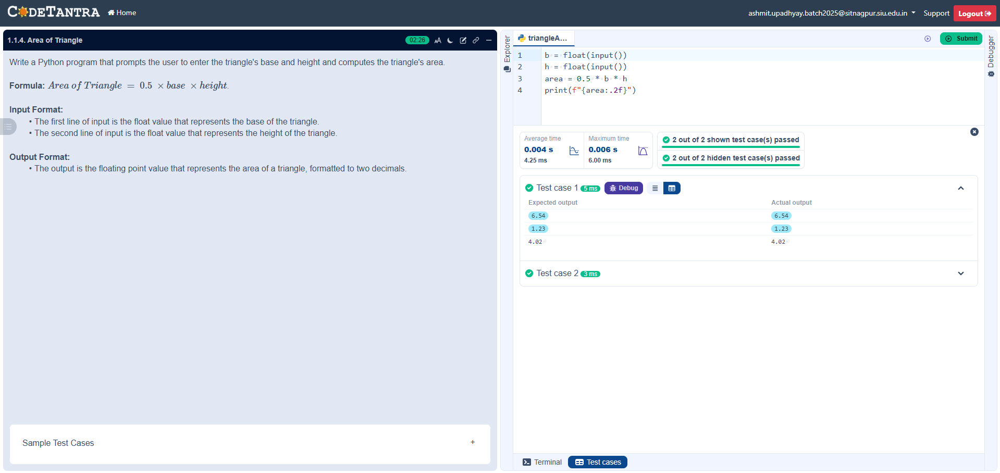 CODETANTRA Home
ashmit.upadhyay.batch2025@sitnagpur.siu.edu.in Support Logout
1.1.4. Area of Triangle 02:26 AA
Write a Python program that prompts the user to enter the triangle's base and height and computes the triangle's area.
Formula: Area of Triangle = 0.5 × base × height.
Input Format:
• The first line of input is the float value that represents the base of the triangle.
• The second line of input is the float value that represents the height of the triangle.
Output Format:
• The output is the floating point value that represents the area of a triangle, formatted to two decimals.
Sample Test Cases +
Explorer
triangleA...
Submit
Debugger
1 b = float(input())
2 h = float(input())
3 area = 0.5 * b * h
4 print(f"{area:.2f}")
Average time
0.004 s
4.25 ms
Maximum time
0.006 s
6.00 ms
2 out of 2 shown test case(s) passed
2 out of 2 hidden test case(s) passed
Test case 1 5 ms Debug
Expected output Actual output
6.54 6.54
1.23 1.23
4.02 4.02
Test case 2 3 ms
Terminal Test cases